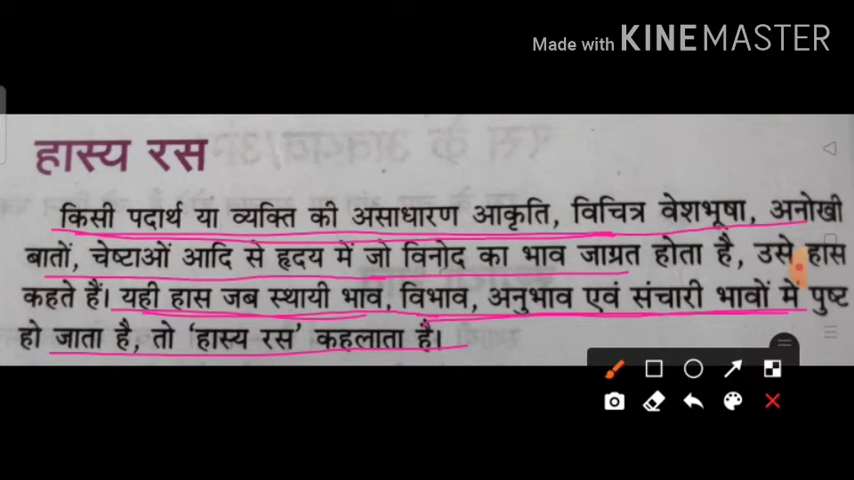 Made with KINEMASTER
हास्य रस
किसी पदार्थ या व्यक्ति की असाधारण आकृति, विचित्र वेशभूषा, अनोखी
बातों, चेष्टाओं आदि से हृदय में जो विनोद का भाव जाग्रत होता है, उसे हास
कहते हैं। यही हास जब स्थायी भाव, विभाव, अनुभाव एवं संचारी भावों में पुष्ट
हो जाता है, तो ‘हास्य रस’ कहलाता है।